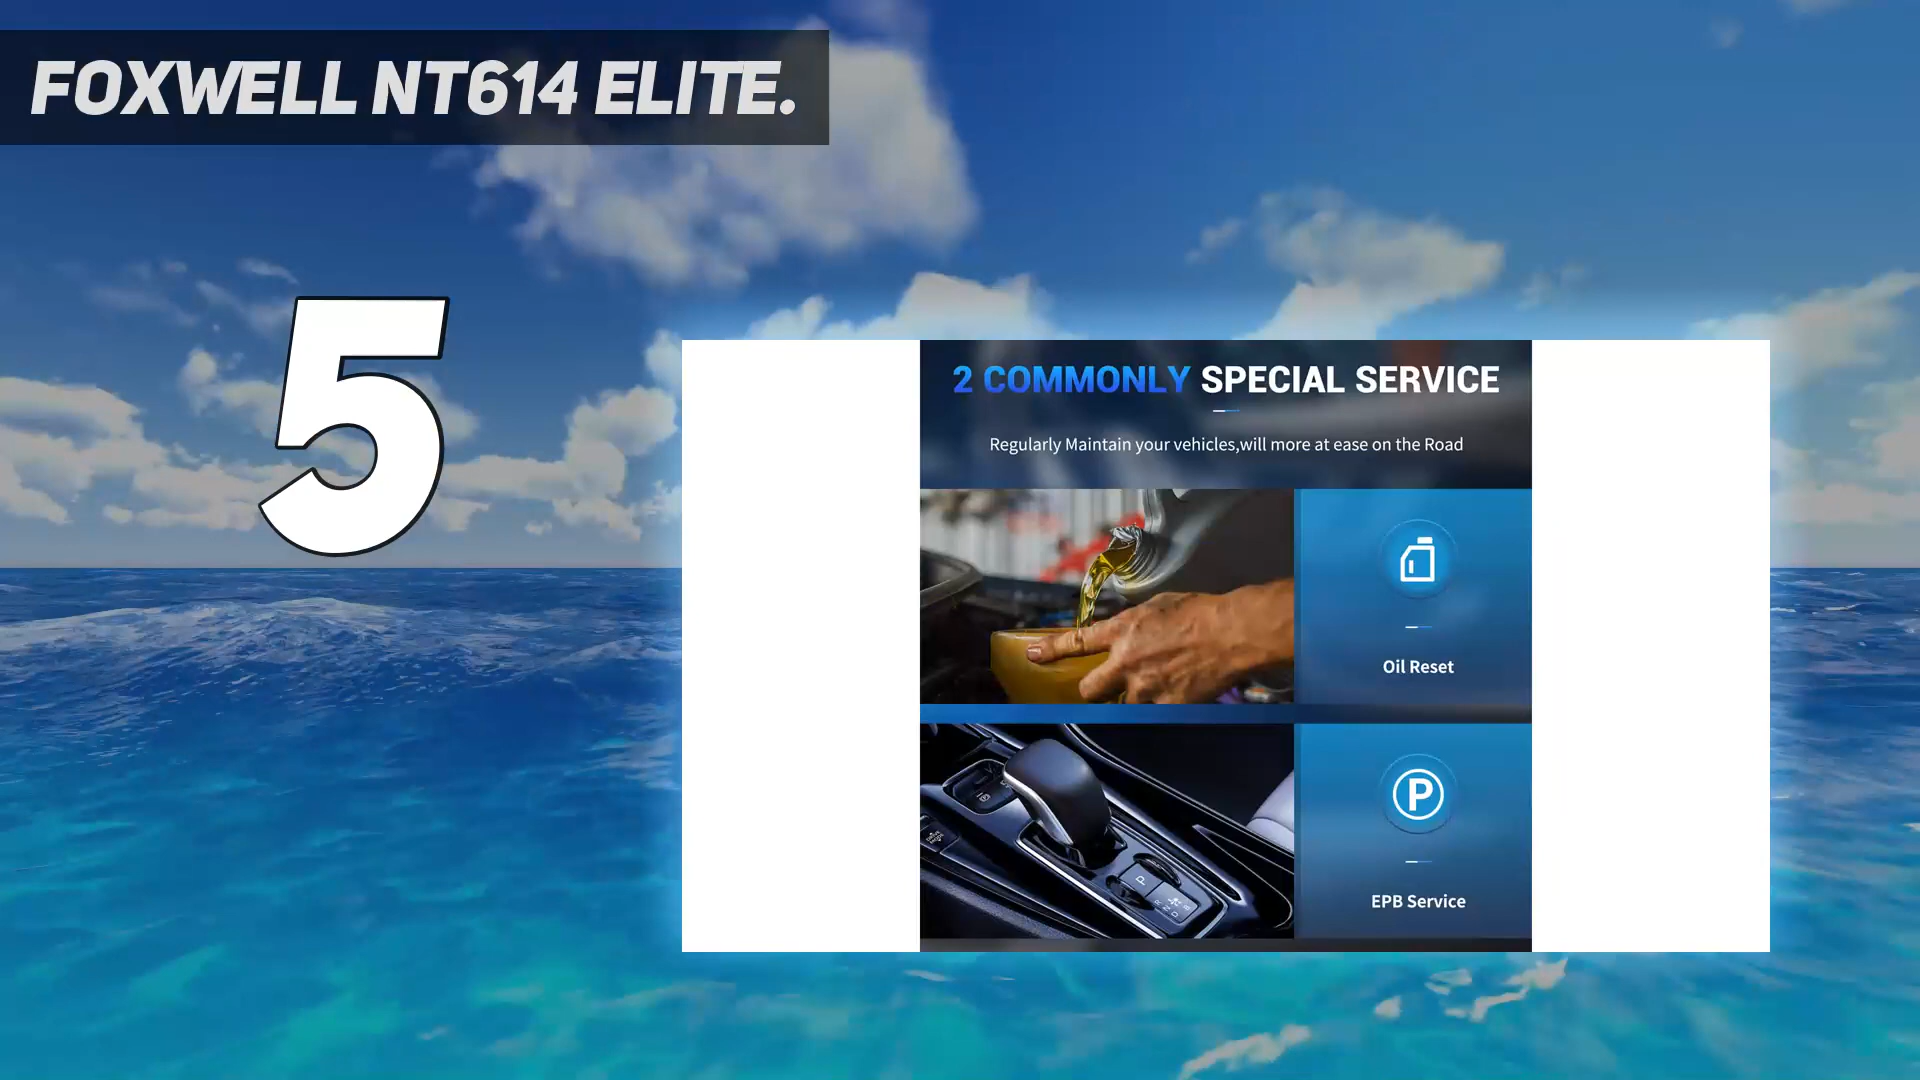 FOXWELL NT614 ELITE.
5
2 COMMONLY SPECIAL SERVICE
Regularly Maintain your vehicles,will more at ease on the Road
Oil Reset
P
EPB Service